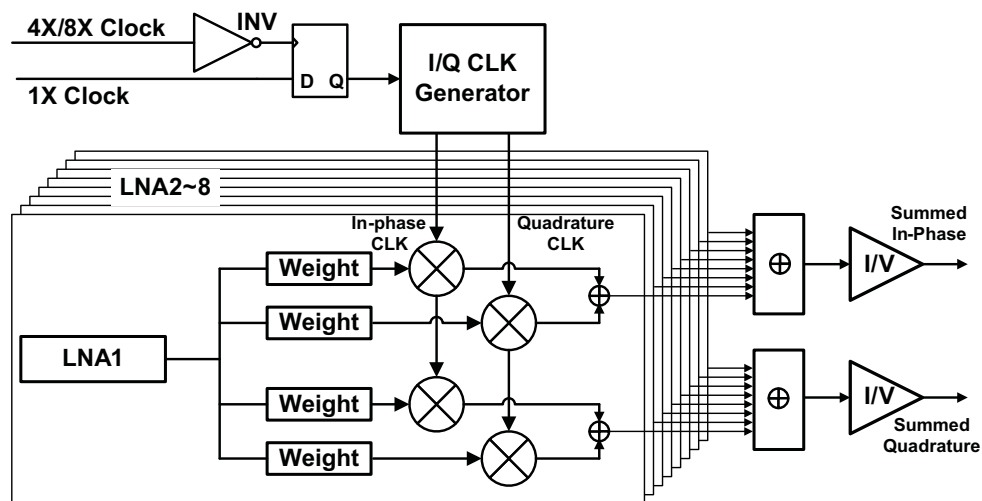 4X/8X Clock
INV
D Q
1X Clock
I/Q CLK
Generator
LNA2~8
In-phase
CLK
Quadrature
CLK
Weight
Weight
LNA1
Weight
Weight
I/V
Summed
In-Phase
I/V
Summed
Quadrature